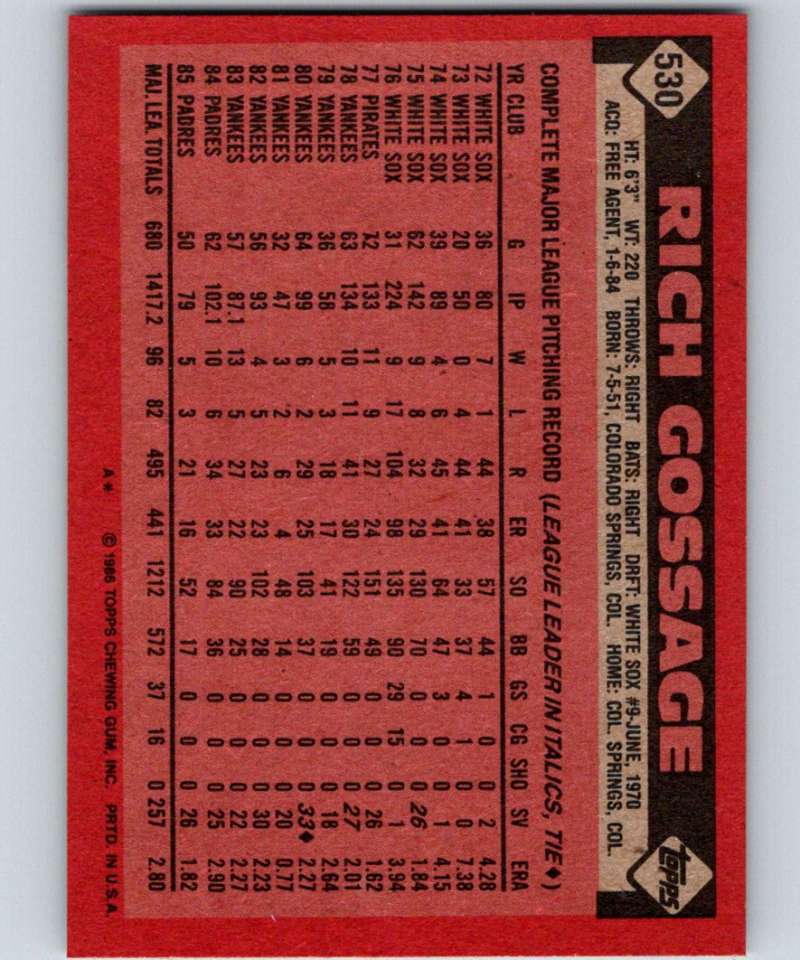 530
RICH GOSSAGE
topps
HT: 6'3" WT: 220 THROWS: RIGHT BATS: RIGHT DRFT: WHITE SOX #9-JUNE, 1970
ACQ: FREE AGENT, 1-6-84 BORN: 7-5-51, COLORADO SPRINGS, COL. HOME: COL. SPRINGS, COL.
COMPLETE MAJOR LEAGUE PITCHING RECORD (LEAGUE LEADER IN ITALICS, TIE♦)
YR CLUB G IP W L R ER SO BB GS CG SHO SV ERA
72 WHITE SOX 36 80 7 1 44 38 57 44 1 0 0 2 4.28
73 WHITE SOX 20 50 0 4 44 41 33 37 4 1 0 0 7.38
74 WHITE SOX 39 89 4 6 45 41 64 47 3 0 0 1 4.15
75 WHITE SOX 62 142 9 8 32 29 130 70 0 0 0 26 1.84
76 WHITE SOX 31 224 9 17 104 98 135 90 29 15 0 1 3.94
77 PIRATES 72 133 11 9 27 24 151 49 0 0 0 26 1.62
78 YANKEES 63 134 10 11 41 30 122 59 0 0 0 27 2.01
79 YANKEES 36 58 5 3 18 17 41 19 0 0 0 18 2.64
80 YANKEES 64 99 6 2 29 25 103 37 0 0 0 33♦ 2.27
81 YANKEES 32 47 3 2 6 4 48 14 0 0 0 20 0.77
82 YANKEES 56 93 4 5 23 23 102 28 0 0 0 30 2.23
83 YANKEES 57 87.1 13 5 27 22 90 25 0 0 0 22 2.27
84 PADRES 62 102.1 10 6 34 33 84 36 0 0 0 25 2.90
85 PADRES 50 79 5 3 21 16 52 17 0 0 0 26 1.82
MAJ. LEA. TOTALS 680 1417.2 96 82 495 441 1212 572 37 16 0 257 2.80
A* © 1986 TOPPS CHEWING GUM, INC. PRTD. IN U.S.A.